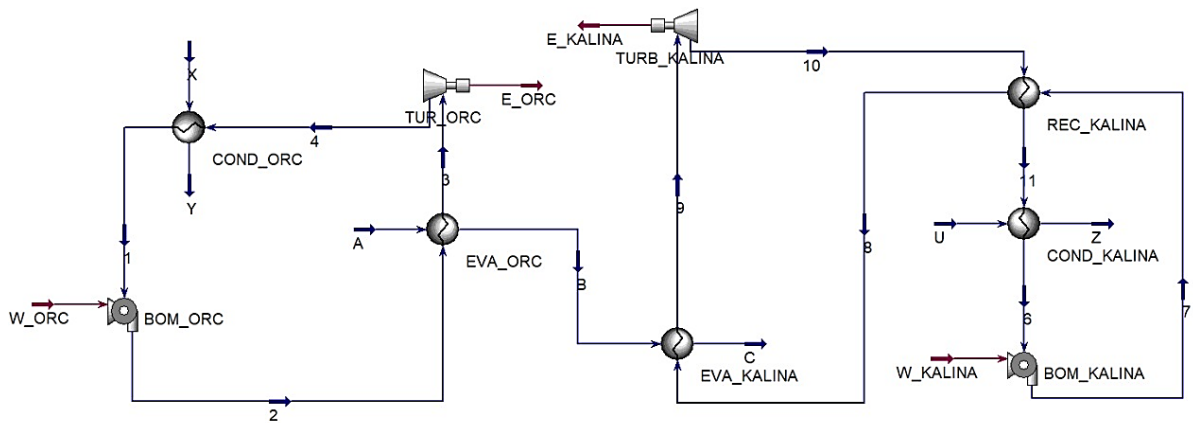 E_KALINA
TURB_KALINA
10
X
E_ORC
TUR_ORC
4
COND_ORC
REC_KALINA
3
11
9
Y
A
EVA_ORC
U
Z
COND_KALINA
8
1
B
7
W_ORC
BOM_ORC
6
C
EVA_KALINA
W_KALINA
BOM_KALINA
2